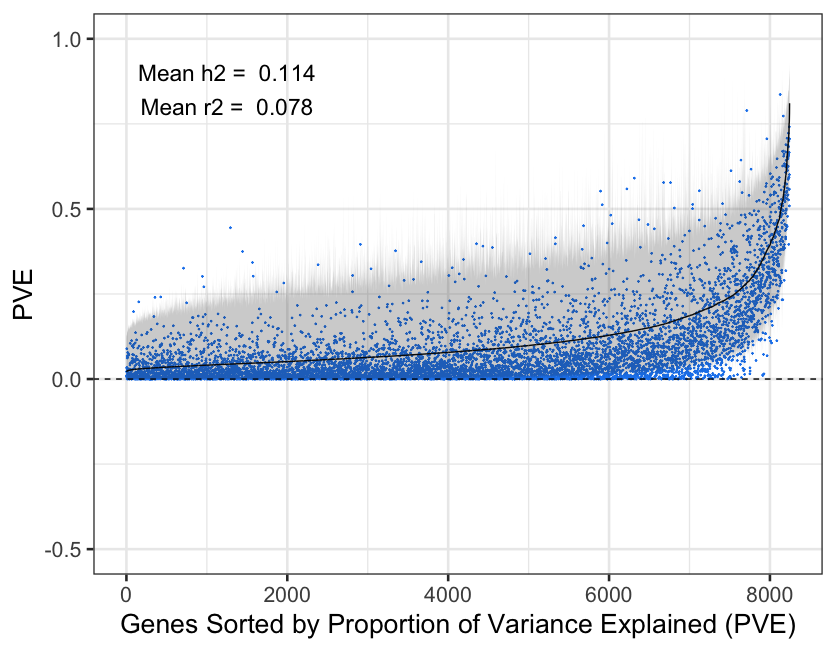 1.0
Mean h2 = 0.114
Mean r2 = 0.078
0.5
PVE
0.0
-0.5
0 2000 4000 6000 8000
Genes Sorted by Proportion of Variance Explained (PVE)